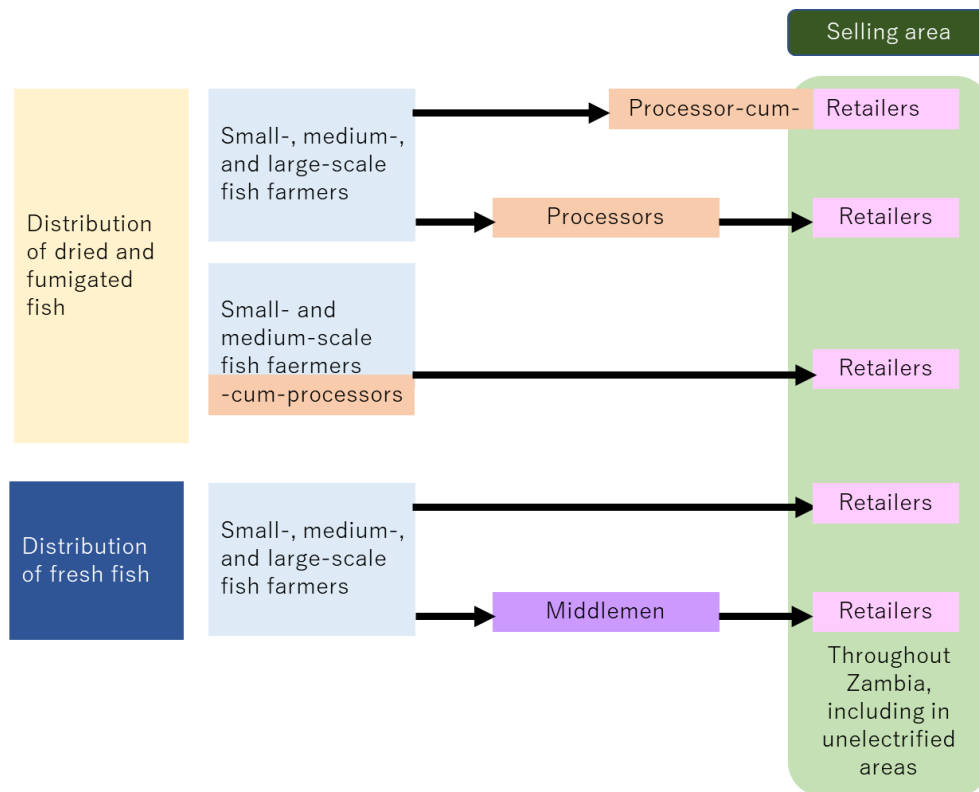 Selling area
Distribution
of dried and
fumigated
fish
Small-, medium-,
and large-scale
fish farmers
Processor-cum-
Retailers
Processors
Retailers
Small- and
medium-scale
fish faermers
-cum-processors
Retailers
Distribution
of fresh fish
Small-, medium-,
and large-scale
fish farmers
Retailers
Middlemen
Retailers
Throughout
Zambia,
including in
unelectrified
areas